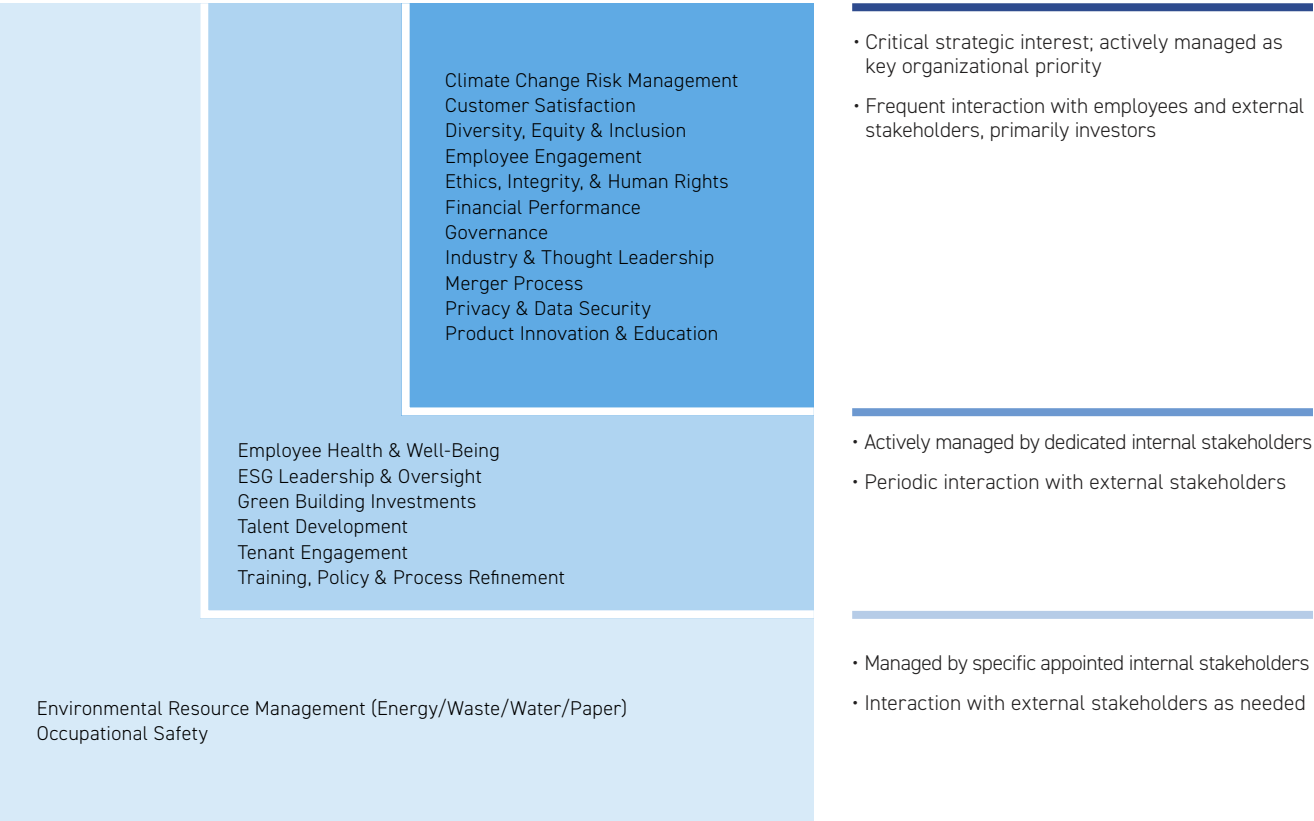 Climate Change Risk Management
Customer Satisfaction
Diversity, Equity & Inclusion
Employee Engagement
Ethics, Integrity, & Human Rights
Financial Performance
Governance
Industry & Thought Leadership
Merger Process
Privacy & Data Security
Product Innovation & Education
• Critical strategic interest; actively managed as
key organizational priority
• Frequent interaction with employees and external
stakeholders, primarily investors
Employee Health & Well-Being
ESG Leadership & Oversight
Green Building Investments
Talent Development
Tenant Engagement
Training, Policy & Process Refinement
• Actively managed by dedicated internal stakeholders
• Periodic interaction with external stakeholders
Environmental Resource Management (Energy/Waste/Water/Paper)
Occupational Safety
• Managed by specific appointed internal stakeholders
• Interaction with external stakeholders as needed